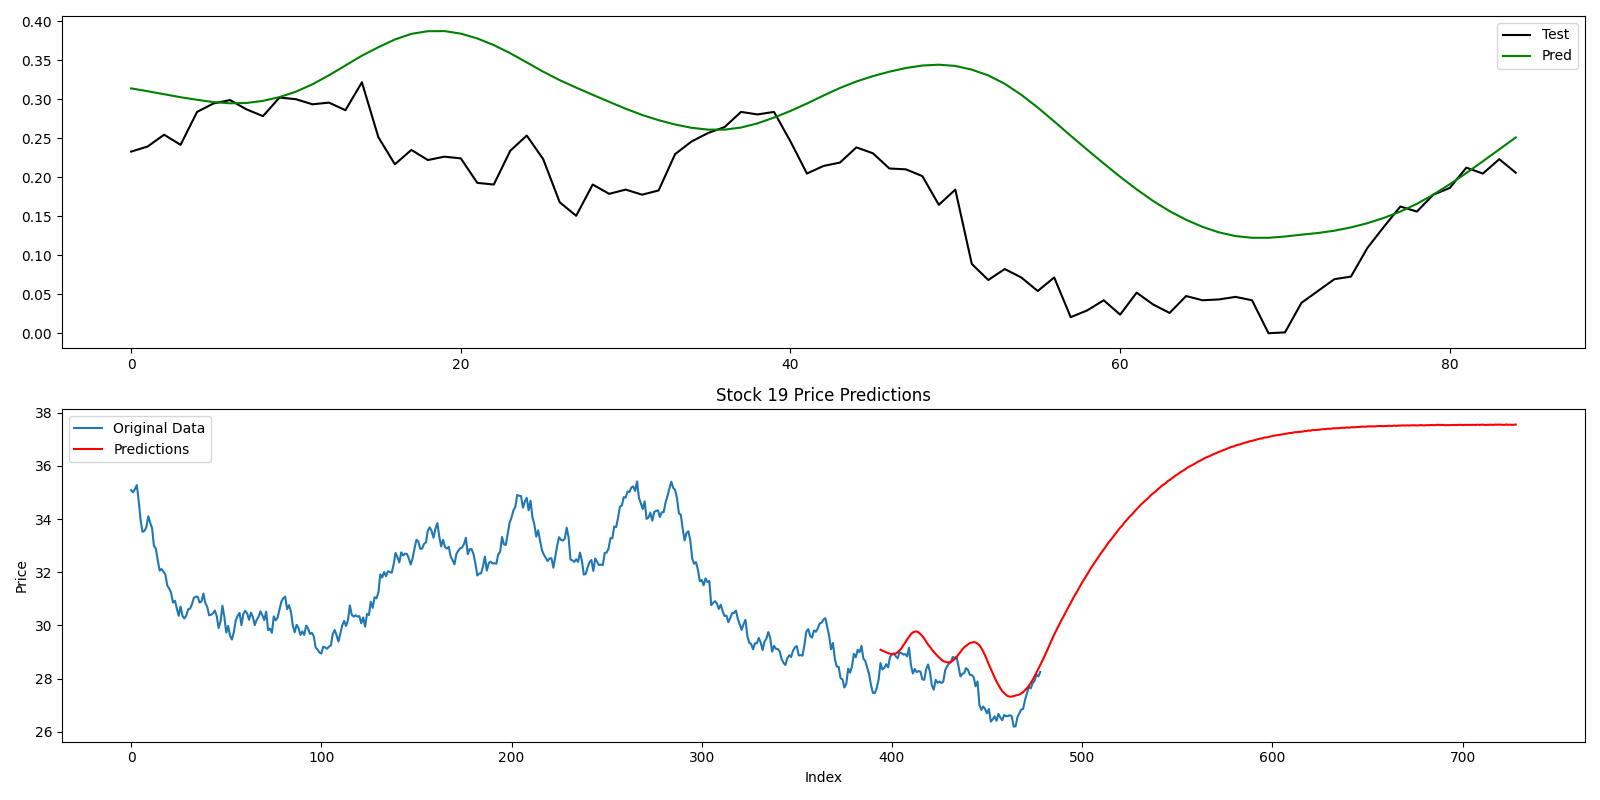 0.40
0.35
0.30
0.25
0.20
0.15
0.10
0.05
0.00
Test
Pred
0 20 40 60 80
Stock 19 Price Predictions
38
36
34
32
30
28
26
Price
Original Data
Predictions
0 100 200 300 400 500 600 700
Index